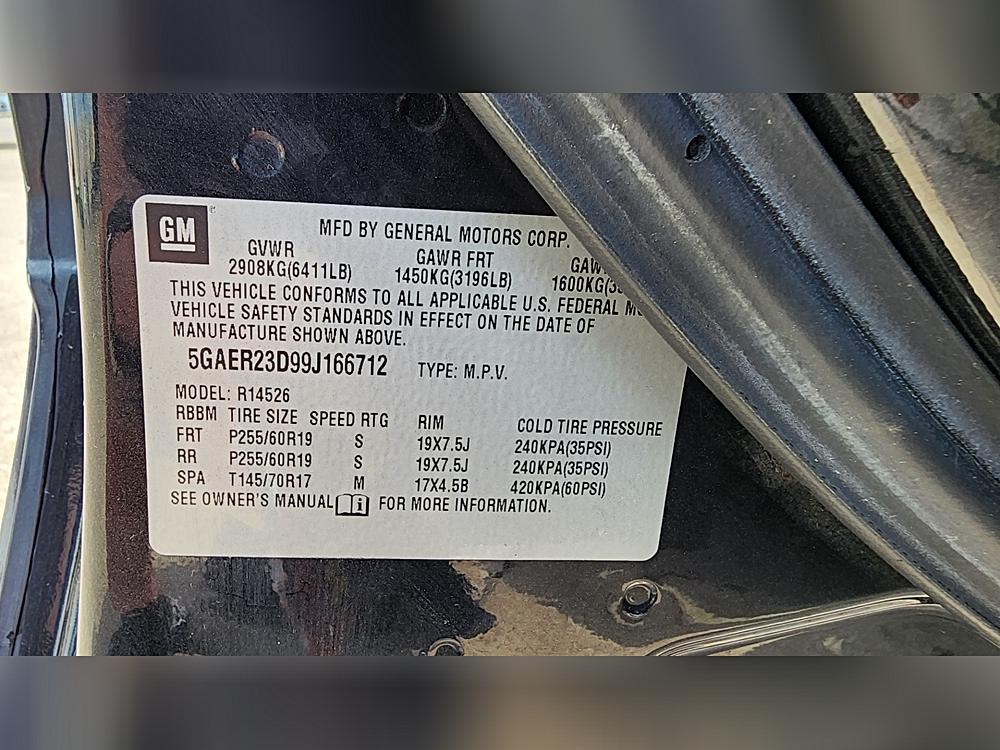 GM
MFD BY GENERAL MOTORS CORP.
GVWR GAWR FRT
2908KG(6411LB) 1450KG(3196LB) 1600KG
THIS VEHICLE CONFORMS TO ALL APPLICABLE U.S. FEDERAL
VEHICLE SAFETY STANDARDS IN EFFECT ON THE DATE OF
MANUFACTURE SHOWN ABOVE.
5GAER23D99J166712 TYPE: M.P.V.
MODEL: R14526
RBBM TIRE SIZE SPEED RTG RIM COLD TIRE PRESSURE
FRT P255/60R19 S 19X7.5J 240KPA(35PSI)
RR P255/60R19 S 19X7.5J 240KPA(35PSI)
SPA T145/70R17 M 17X4.5B 420KPA(60PSI)
SEE OWNER'S MANUAL i FOR MORE INFORMATION.